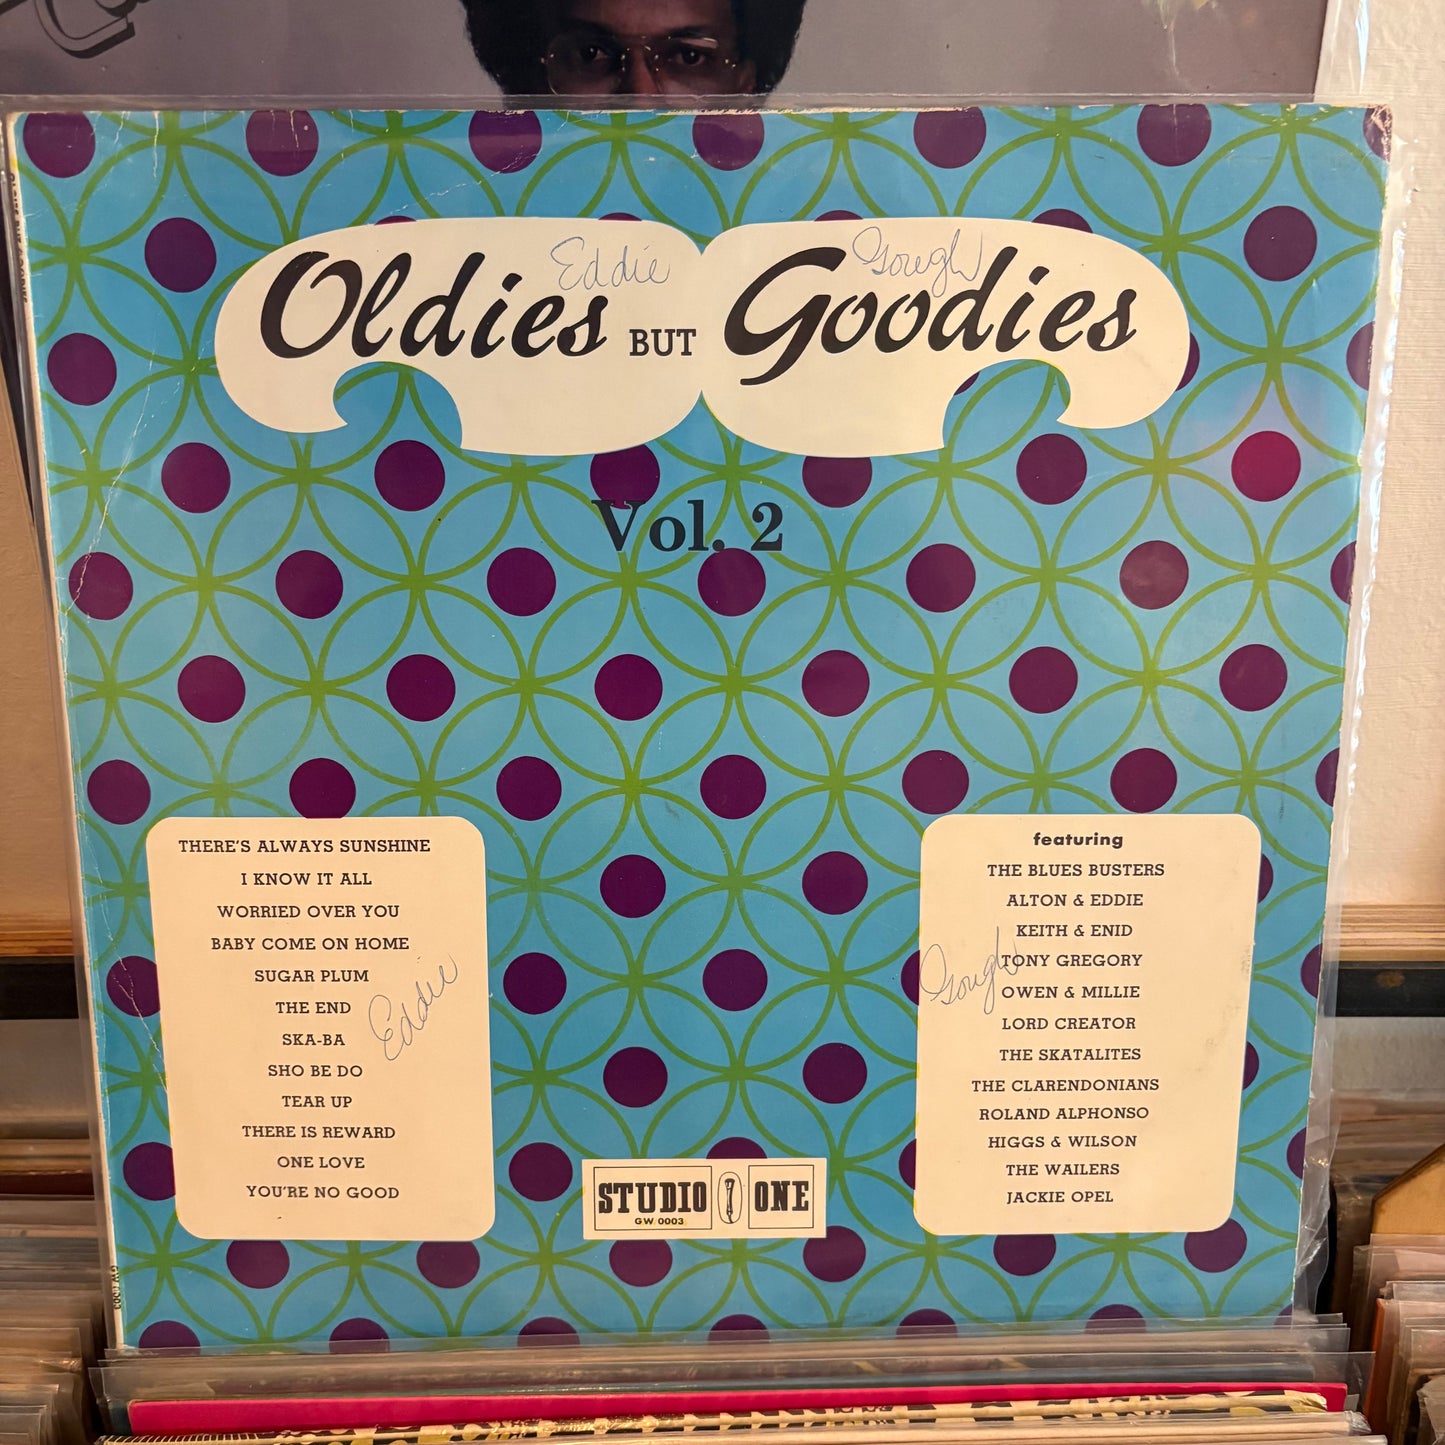 Eddie Gough
Oldies BUT Goodies
Vol. 2
THERE'S ALWAYS SUNSHINE
I KNOW IT ALL
WORRIED OVER YOU
BABY COME ON HOME
SUGAR PLUM
THE END
SKA-BA
SHO BE DO
TEAR UP
THERE IS REWARD
ONE LOVE
YOU'RE NO GOOD
Eddie
featuring
THE BLUES BUSTERS
ALTON & EDDIE
KEITH & ENID
TONY GREGORY
OWEN & MILLIE
LORD CREATOR
THE SKATALITES
THE CLARENDONIANS
ROLAND ALPHONSO
HIGGS & WILSON
THE WAILERS
JACKIE OPEL
Gough
STUDIO ONE
GW 0003